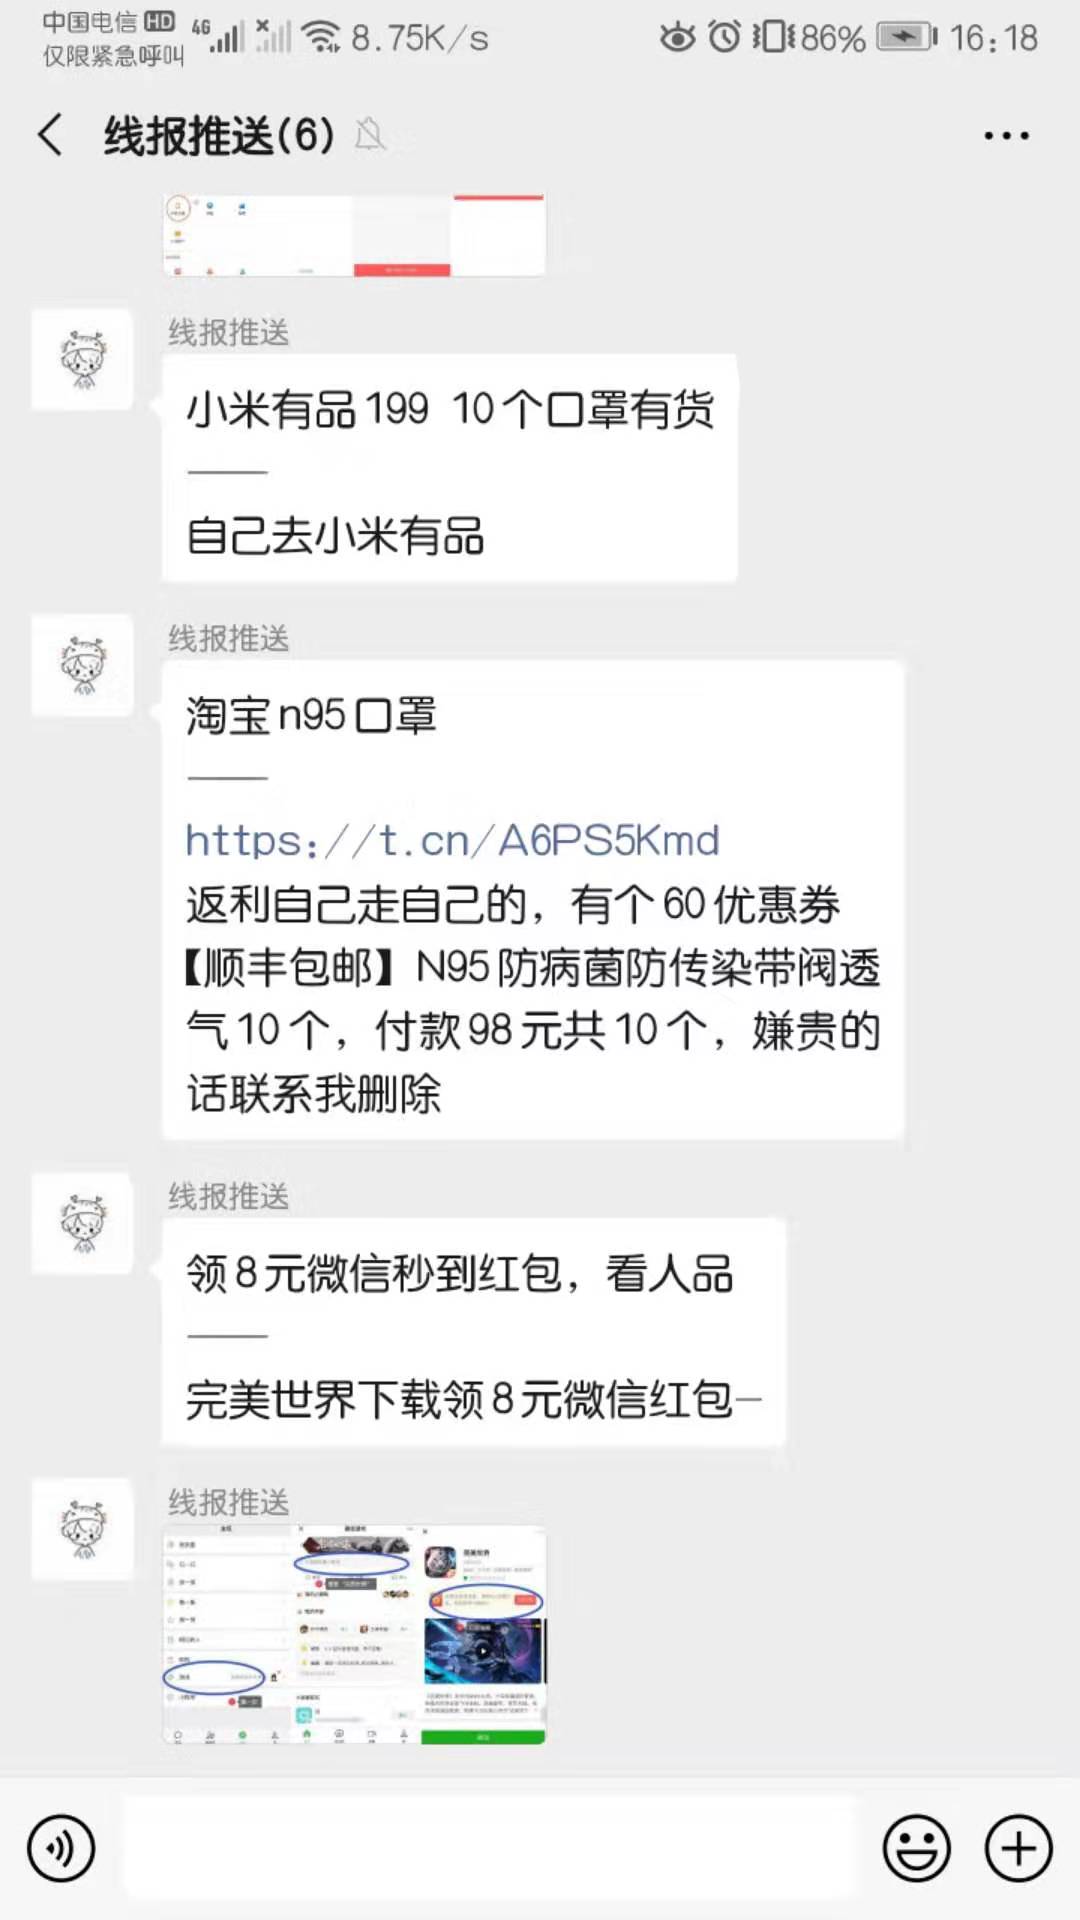 中国电信 HD 4G 8.75K/s 86% 16:18
仅限紧急呼叫
线报推送(6)
线报推送
小米有品199 10个口罩有货
自己去小米有品
线报推送
淘宝n95口罩
https://t.cn/A6PS5Kmd
返利自己走自己的，有个60优惠券
【顺丰包邮】N95防病菌防传染带阀透
气10个，付款98元共10个，嫌贵的
话联系我删除
线报推送
领8元微信秒到红包，看人品
完美世界下载领8元微信红包—
线报推送
完美世界